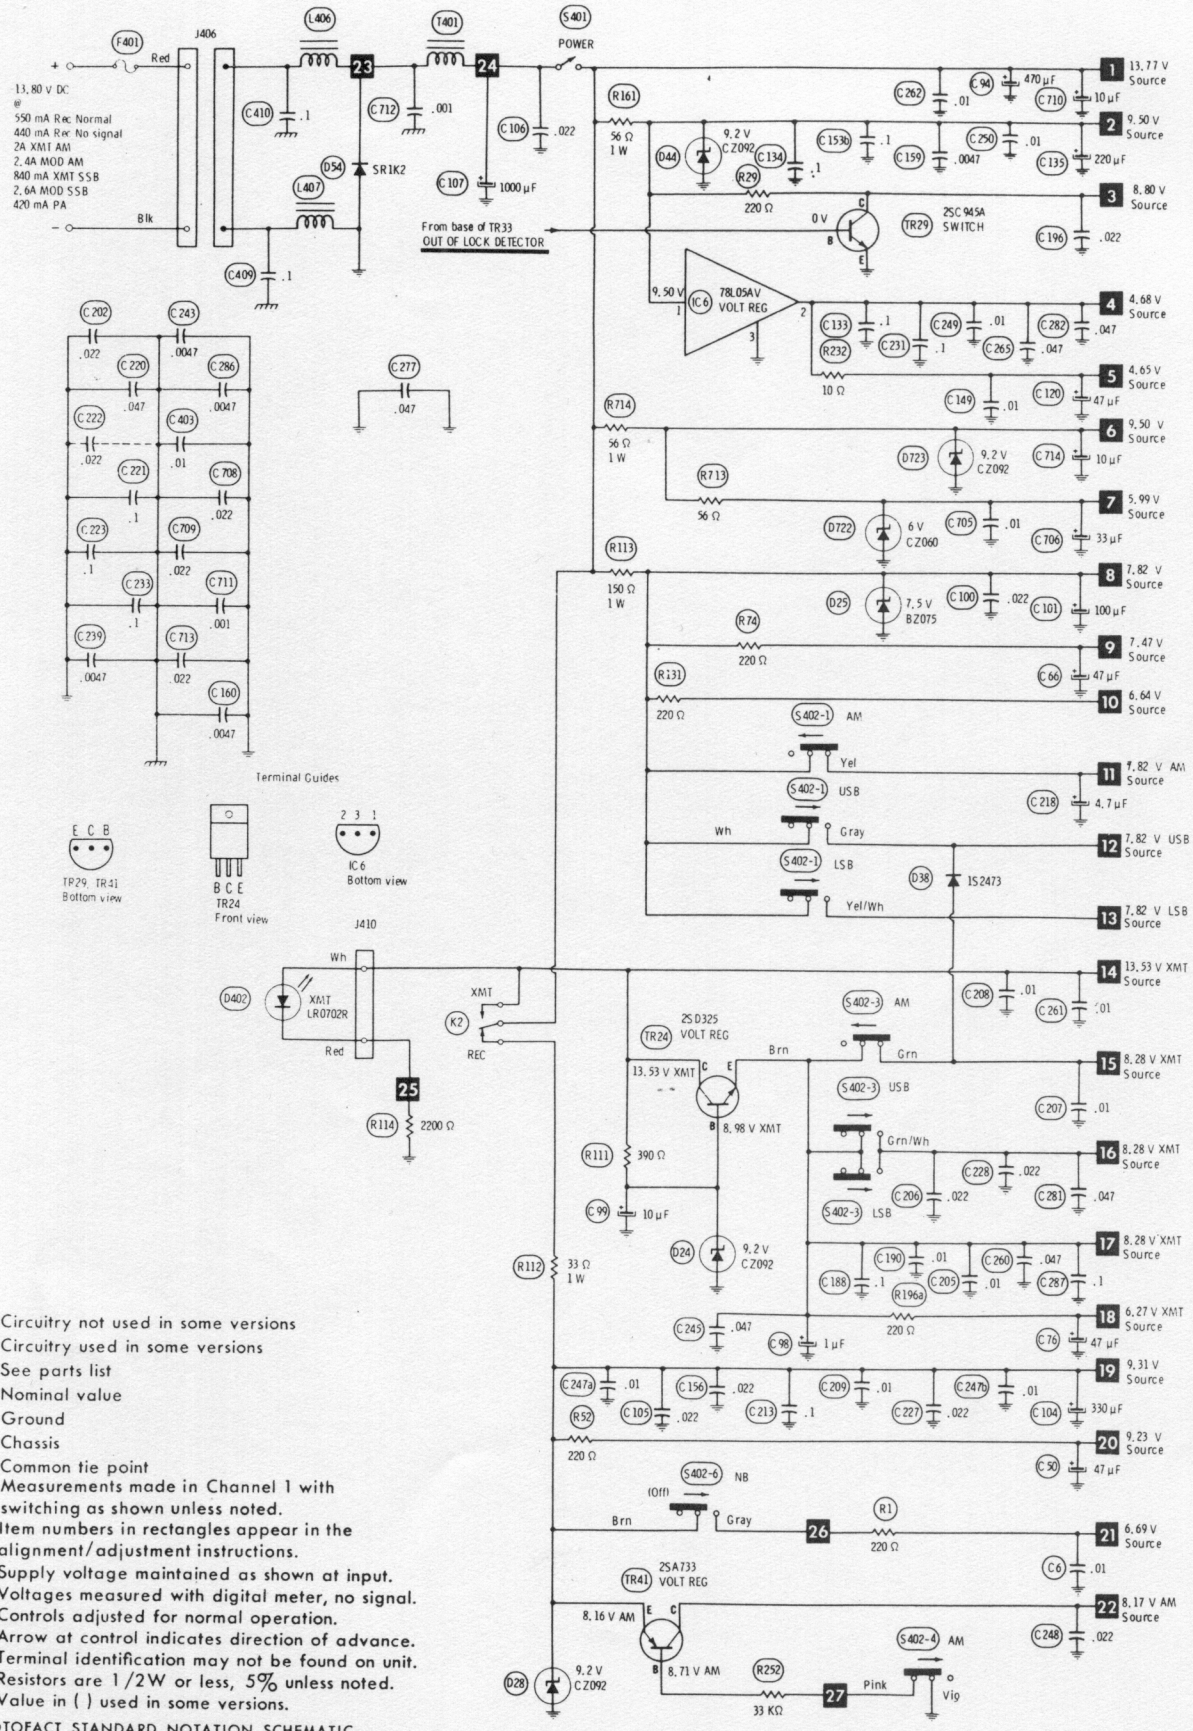 F401
J406
L406
T401
S401
POWER
+
Red
23
24
13.80 v DC
@
550 mA Rec Normal
440 mA Rec No signal
2A XMT AM
2.4A MOD AM
840 mA XMT SSB
2.6A MOD SSB
420 mA PA
-
Blk
C410
.1
C712
.001
D54
SR1K2
L407
C409
.1
C107
1000 µF
C106
.022
From base of TR33
OUT OF LOCK DETECTOR
0 V
C262
.01
C94
470 µF
C710
10 µF
1
13.77 V
Source
R161
56 Ω
1 W
D44
9.2 V
CZ092
C134
.1
C153b
.1
C159
.0047
C250
.01
C135
220 µF
2
9.50 V
Source
R29
220 Ω
C
B
E
TR29
2SC945A
SWITCH
C196
.022
3
8.80 V
Source
9.50 V
1
IC6
78L05AV
VOLT REG
2
3
C133
.1
C231
.1
C249
.01
C265
.047
C282
.047
4
4.68 V
Source
R232
10 Ω
C149
.01
C120
47 µF
5
4.65 V
Source
R714
56 Ω
1 W
D723
9.2 V
CZ092
C714
10 µF
6
9.50 V
Source
R713
56 Ω
D722
6 V
CZ060
C705
.01
C706
33 µF
7
5.99 V
Source
R113
150 Ω
1 W
D25
7.5 V
BZ075
C100
.022
C101
100 µF
8
7.82 V
Source
R74
220 Ω
C66
47 µF
9
7.47 V
Source
R131
220 Ω
10
6.64 V
Source
S402-1 AM
Yel
C218
4.7 µF
11
7.82 V AM
Source
S402-1 USB
Wh
Gray
12
7.82 V USB
Source
S402-1 LSB
Yel/Wh
D38
1S2473
13
7.82 V LSB
Source
C202
.022
C243
.0047
C220
.047
C286
.0047
C222
.022
C403
.01
C221
.1
C708
.022
C223
.1
C709
.022
C233
.1
C711
.001
C239
.0047
C713
.022
C160
.0047
C277
.047
Terminal Guides
E C B
TR29, TR41
Bottom view
B C E
TR24
Front view
2 3 1
IC6
Bottom view
J410
Wh
D402
XMT
LR0702R
Red
25
R114
2200 Ω
XMT
K2
REC
C208
.01
C261
.01
14
13.53 V XMT
Source
TR24
2SD325
VOLT REG
13.53 V XMT
C
E
B
8.98 V XMT
Brn
S402-3 AM
Grn
C207
.01
15
8.28 V XMT
Source
R111
390 Ω
C99
10 µF
D24
9.2 V
CZ092
S402-3 USB
Grn/Wh
S402-3 LSB
C206
.022
C228
.022
C281
.047
16
8.28 V XMT
Source
R112
33 Ω
1 W
C188
.1
C190
.01
C205
.01
C260
.047
C287
.1
17
8.28 V XMT
Source
R196a
220 Ω
C245
.047
C98
1 µF
C76
47 µF
18
6.27 V XMT
Source
C247a
.01
C105
.022
C156
.022
C213
.1
C209
.01
C227
.022
C247b
.01
C104
330 µF
19
9.31 V
Source
R52
220 Ω
C50
47 µF
20
9.23 V
Source
S402-6 NB
(Off)
Brn
Gray
26
R1
220 Ω
C6
.01
21
6.69 V
Source
TR41
2SA733
VOLT REG
8.16 V AM
E
C
B
8.71 V AM
C248
.022
22
8.17 V AM
Source
D28
9.2 V
CZ092
R252
33 KΩ
27
Pink
S402-4 AM
Vio
Circuitry not used in some versions
Circuitry used in some versions
See parts list
Nominal value
Ground
Chassis
Common tie point
Measurements made in Channel 1 with
switching as shown unless noted.
Item numbers in rectangles appear in the
alignment/adjustment instructions.
Supply voltage maintained as shown at input.
Voltages measured with digital meter, no signal.
Controls adjusted for normal operation.
Arrow at control indicates direction of advance.
Terminal identification may not be found on unit.
Resistors are 1/2W or less, 5% unless noted.
Value in ( ) used in some versions.
OTOFACT STANDARD NOTATION SCHEMATIC